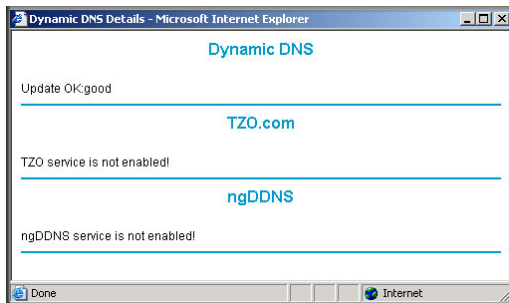 Dynamic DNS Details - Microsoft Internet Explorer
Dynamic DNS
Update OK:good
TZO.com
TZO service is not enabled!
ngDDNS
ngDDNS service is not enabled!
Done
Internet